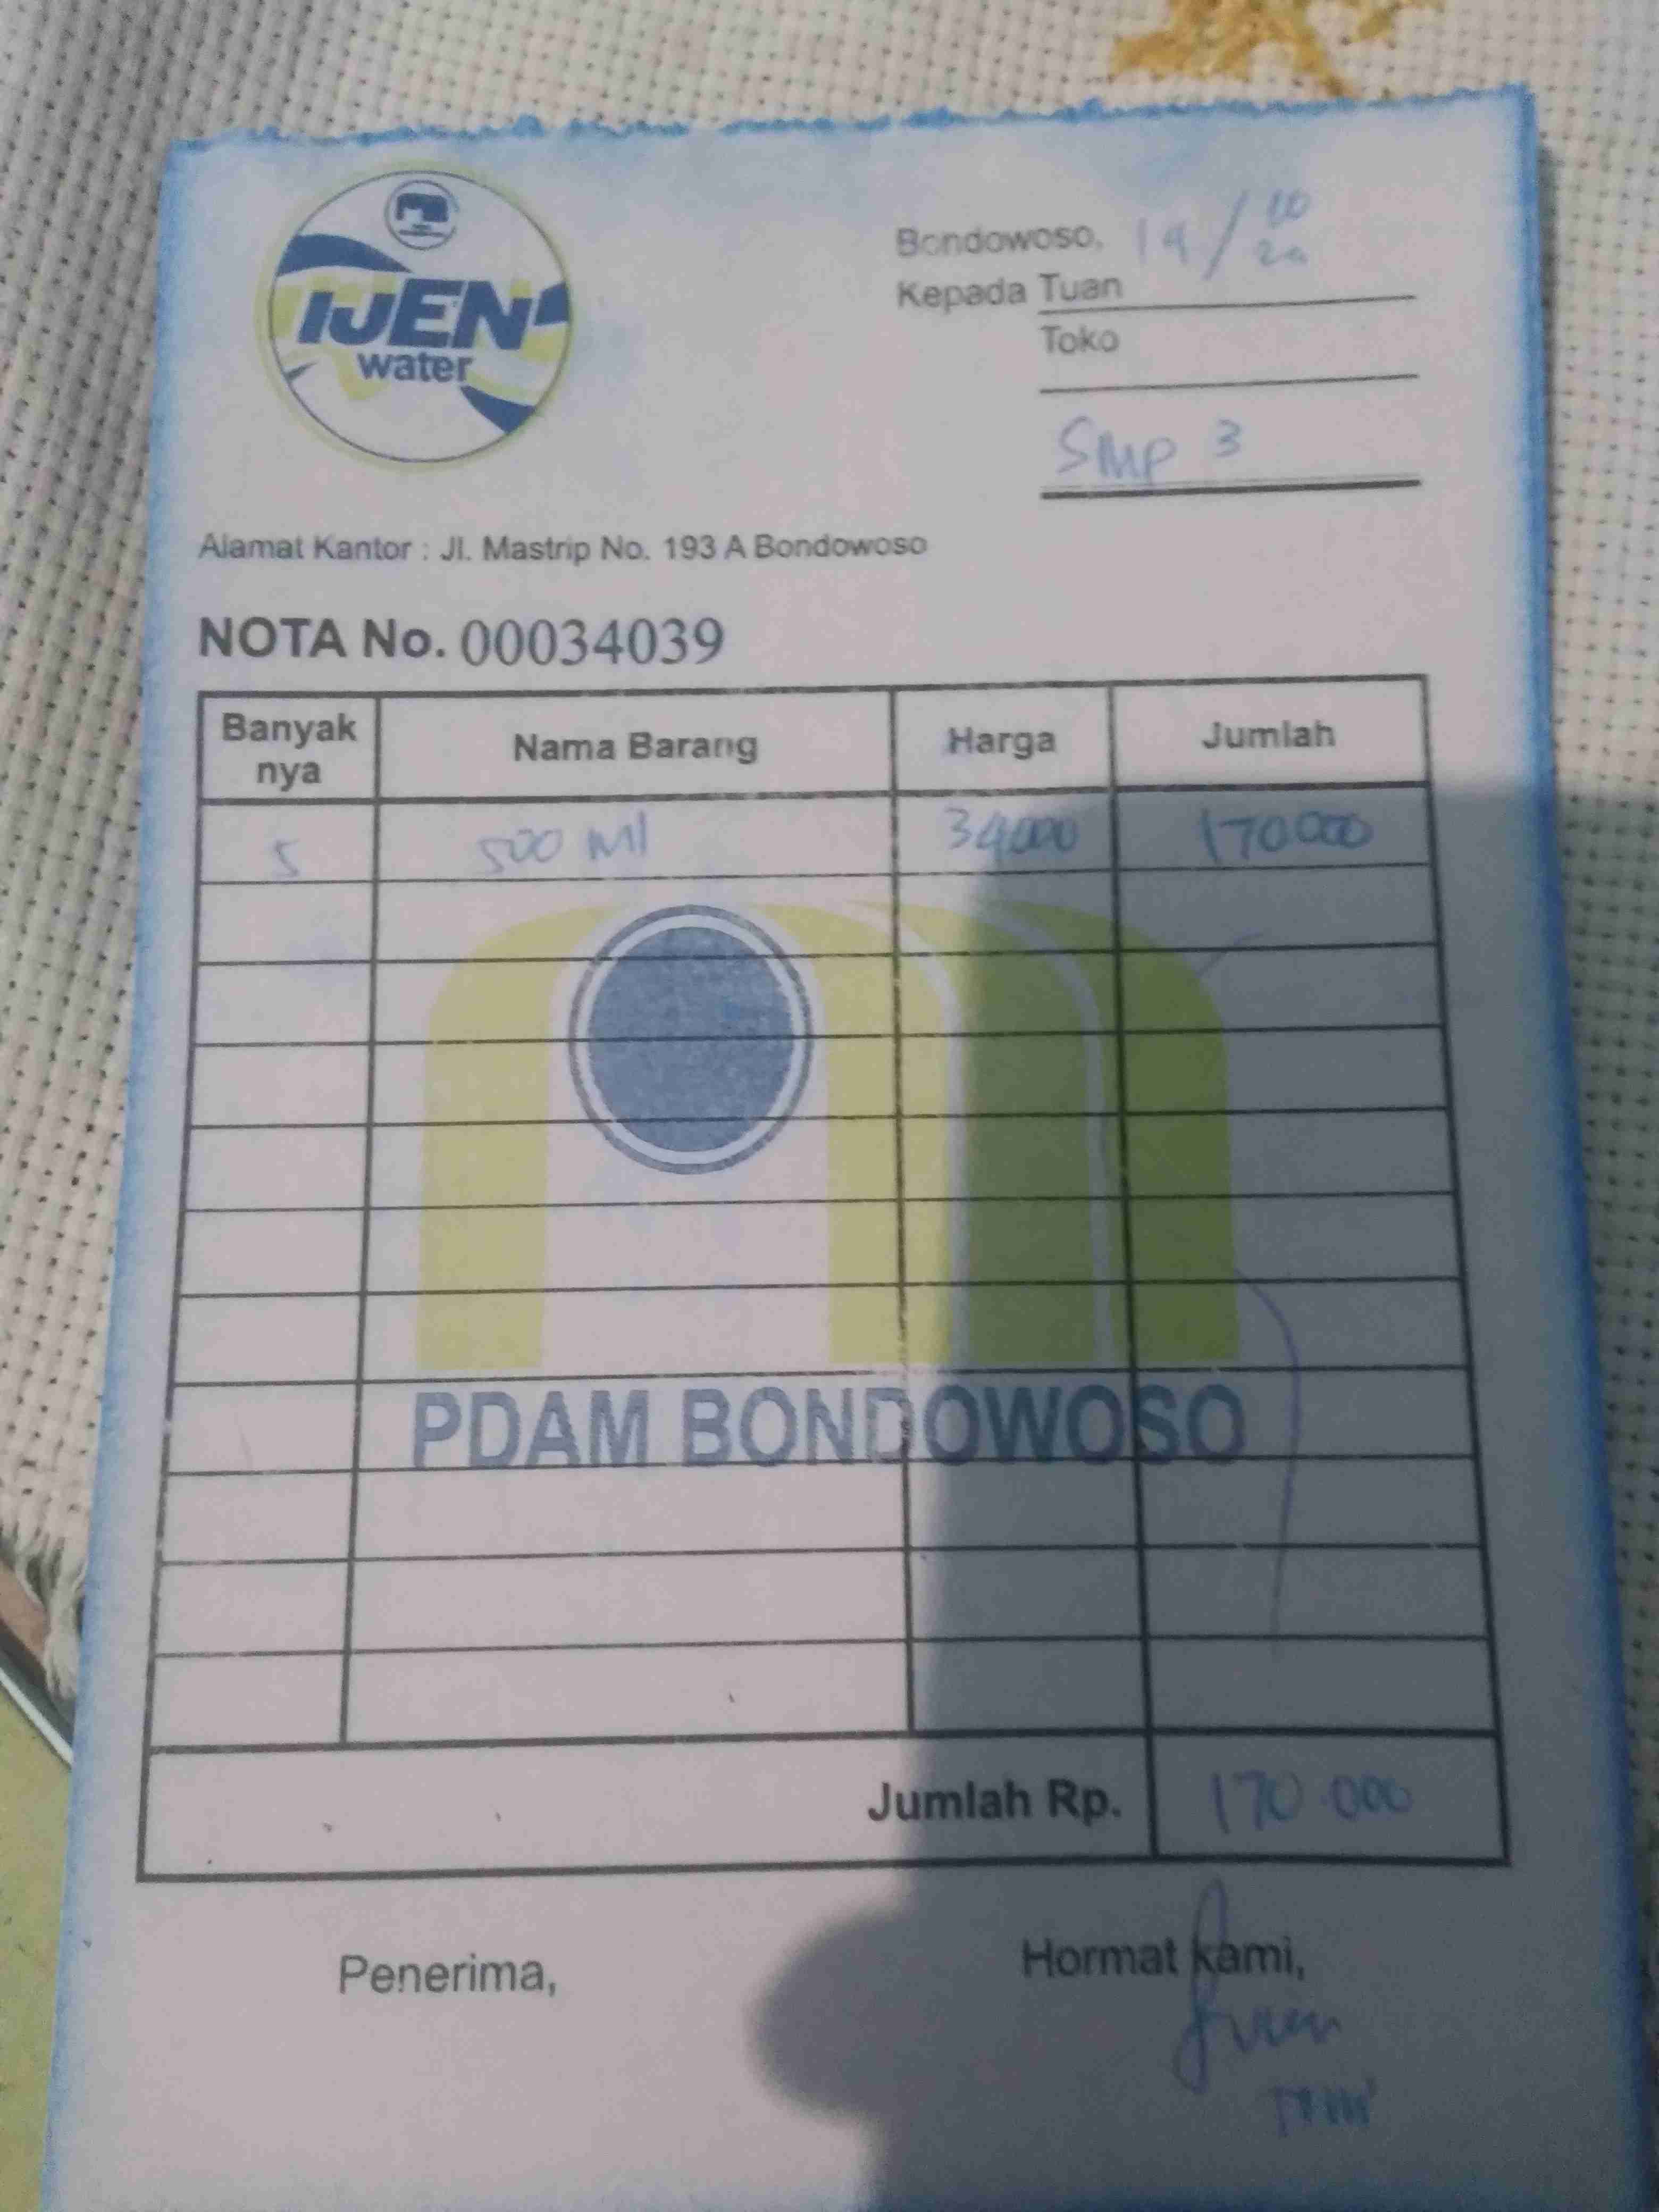 IJEN
water
Bondowoso, 19/10
Kepada Tuan
Toko
SMP 3
Alamat Kantor : Jl. Mastrip No. 193 A Bondowoso
NOTA No. 00034039
Banyak nya Nama Barang Harga Jumlah
5 500 Ml 34000 170000
PDAM BONDOWOSO
Jumlah Rp. 170.000
Penerima, Hormat kami,